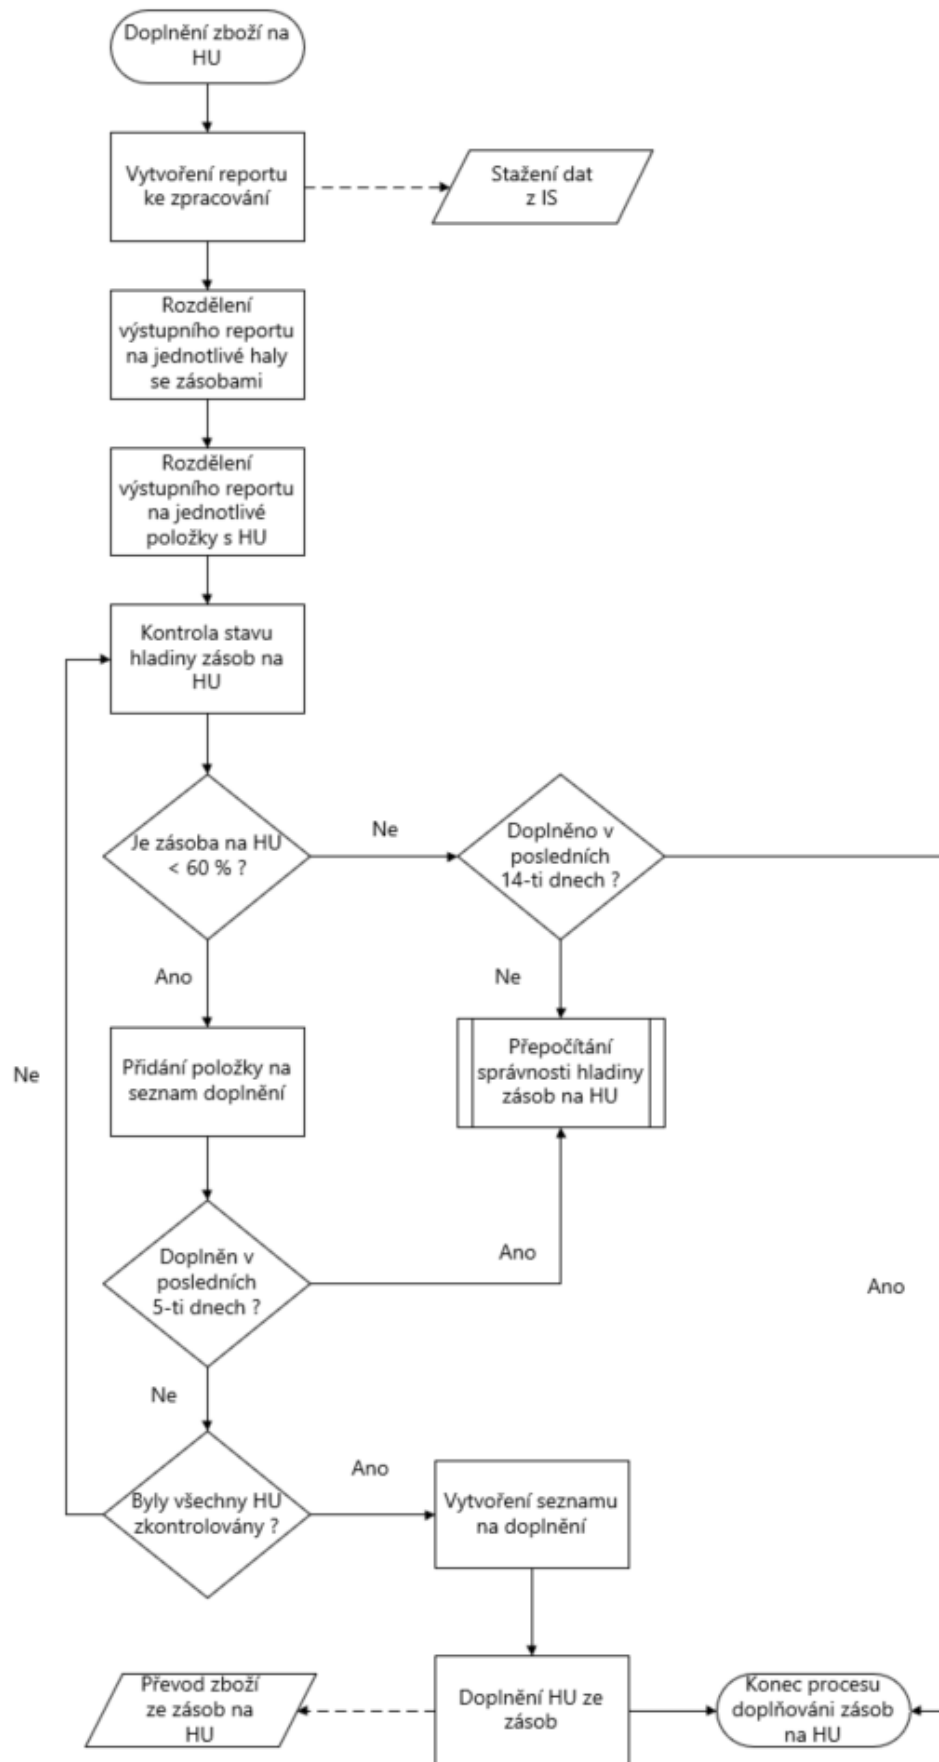 Doplnění zboží na
HU
Vytvoření reportu
ke zpracování
Stažení dat
z IS
Rozdělení
výstupního reportu
na jednotlivé haly
se zásobami
Rozdělení
výstupního reportu
na jednotlivé
položky s HU
Kontrola stavu
hladiny zásob na
HU
Je zásoba na HU
< 60 % ?
Ne
Doplněno v
posledních
14-ti dnech ?
Ano
Ne
Přidání položky na
seznam doplnění
Přepočítání
správnosti hladiny
zásob na HU
Ne
Doplněn v
posledních
5-ti dnech ?
Ano
Ano
Ne
Byly všechny HU
zkontrolovány ?
Ano
Vytvoření seznamu
na doplnění
Převod zboží
ze zásob na
HU
Doplnění HU ze
zásob
Konec procesu
doplňováni zásob
na HU